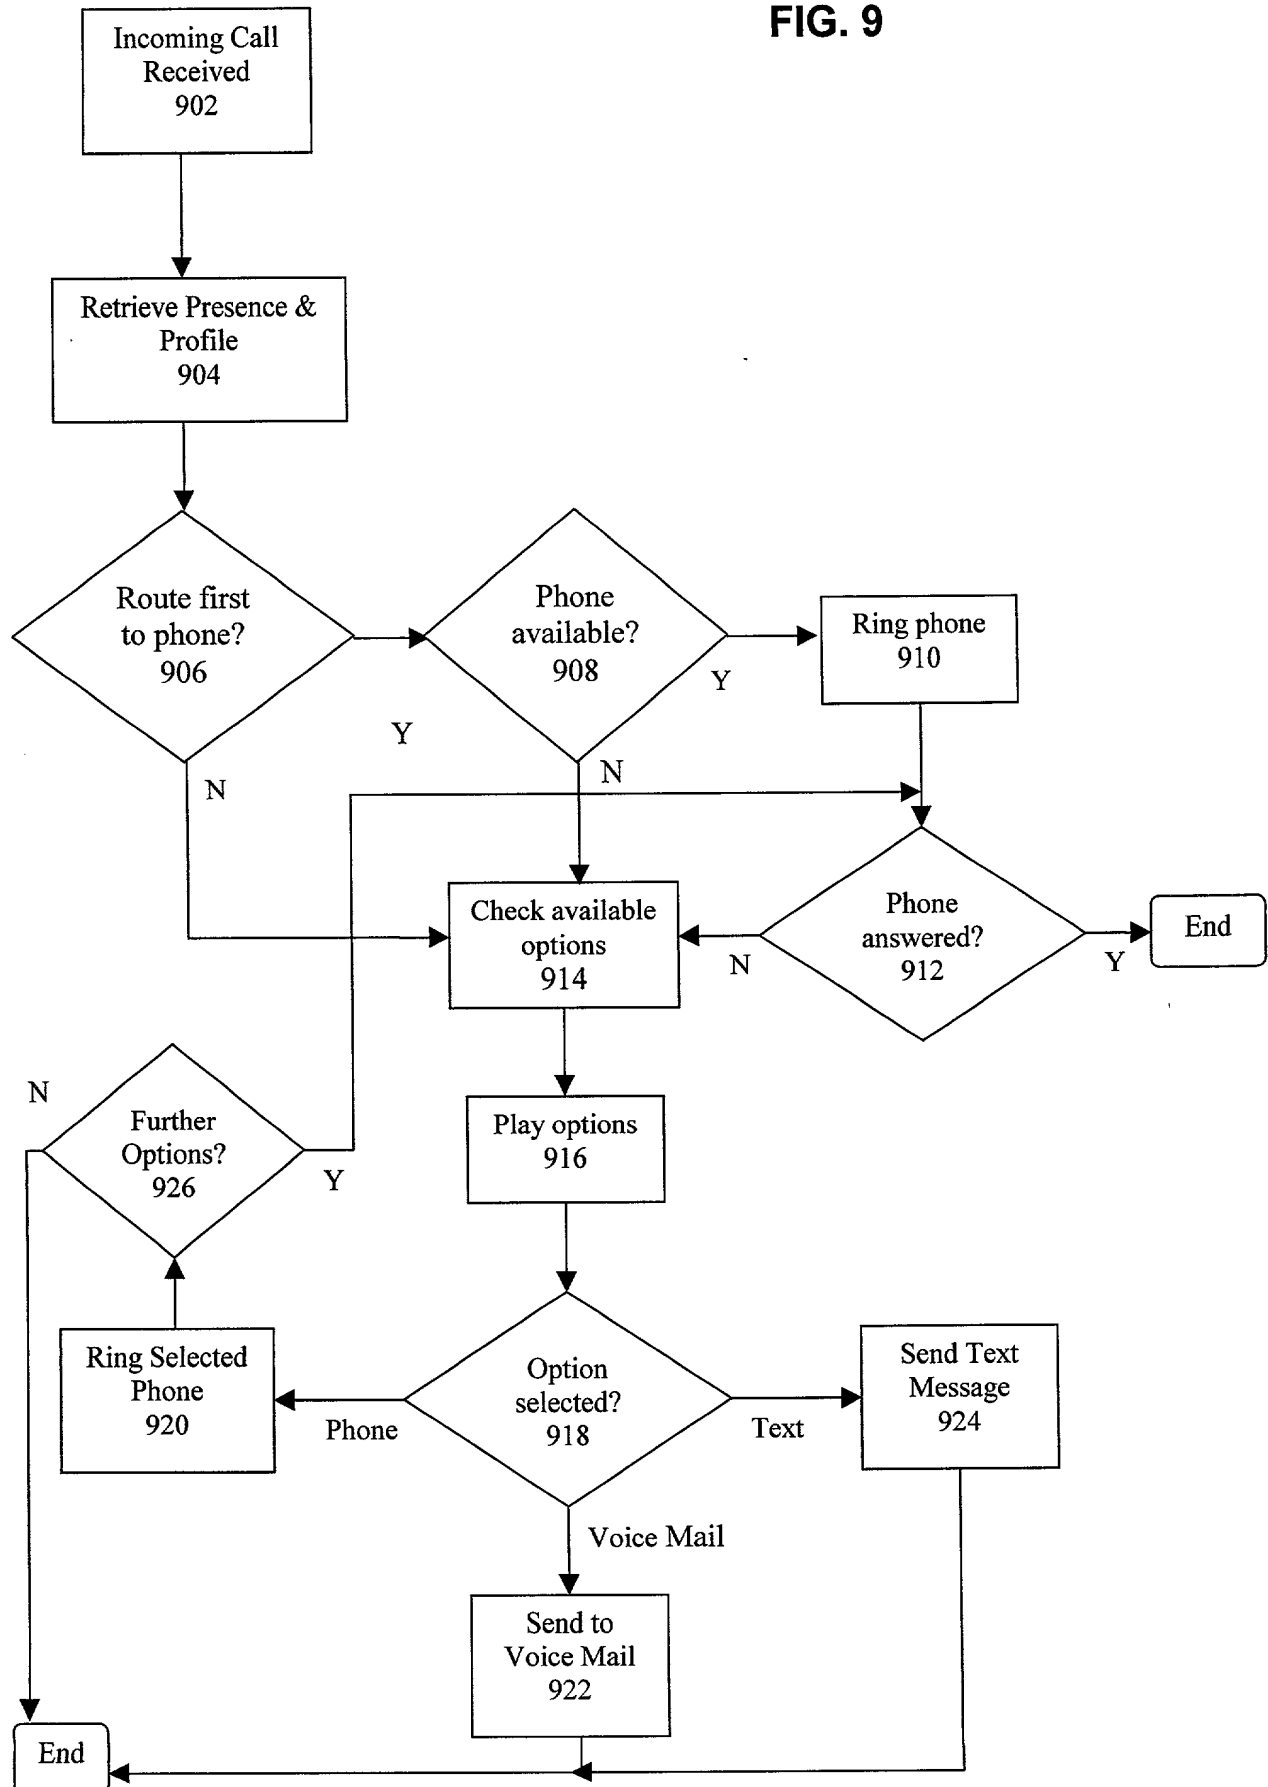 FIG. 9
Incoming Call
Received
902
Retrieve Presence &
Profile
904
Route first
to phone?
906
Y
N
Phone
available?
908
Y
N
Ring phone
910
Phone
answered?
912
N
Y
End
Check available
options
914
Play options
916
Option
selected?
918
Phone
Text
Voice Mail
Ring Selected
Phone
920
Further
Options?
926
N
Y
Send Text
Message
924
Send to
Voice Mail
922
End